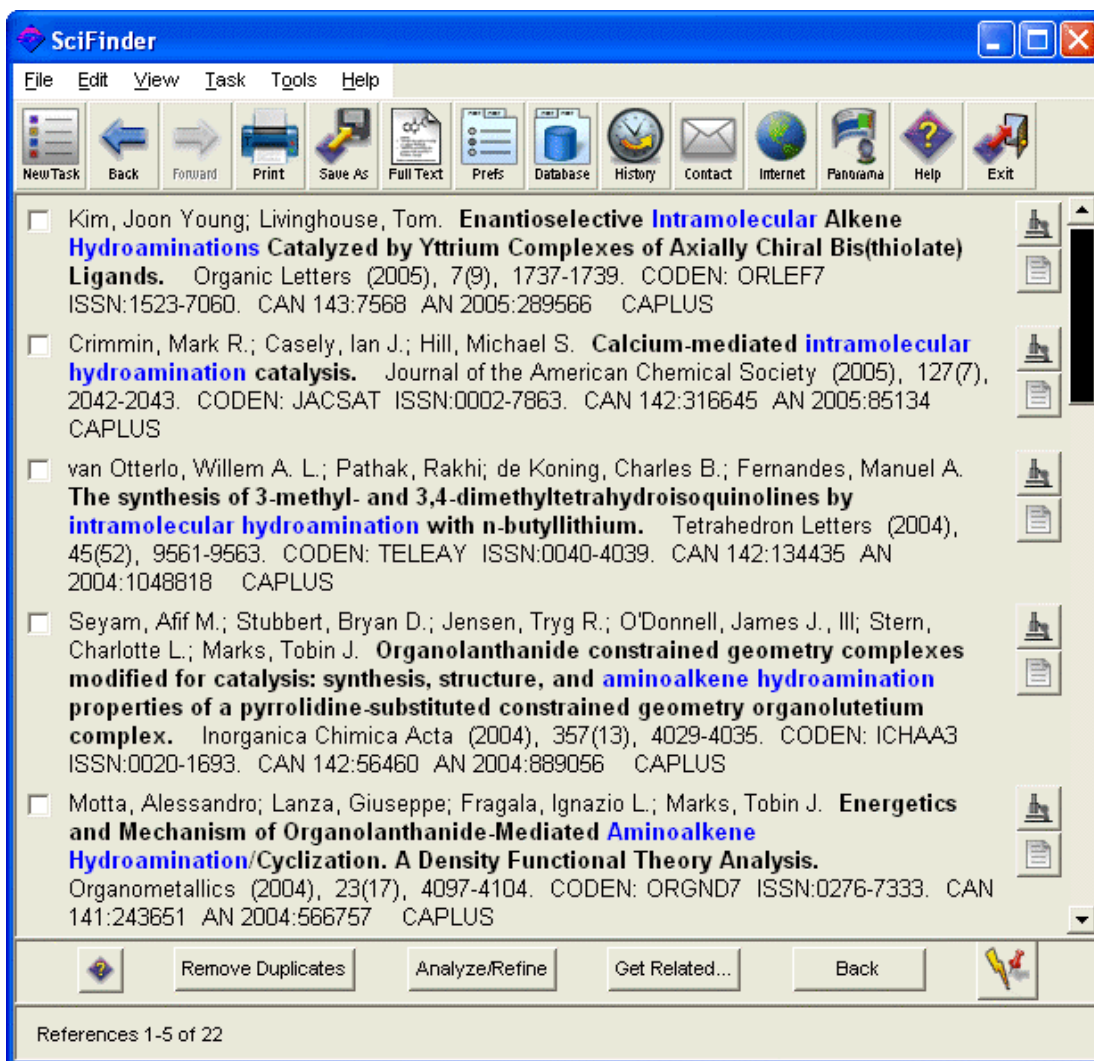 SciFinder
File Edit View Task Tools Help
New Task Back Forward Print Save As Full Text Prefs Database History Contact Internet Panorama Help Exit
Kim, Joon Young; Livinghouse, Tom. Enantioselective Intramolecular Alkene
Hydroaminations Catalyzed by Yttrium Complexes of Axially Chiral Bis(thiolate)
Ligands. Organic Letters (2005), 7(9), 1737-1739. CODEN: ORLEF7
ISSN:1523-7060. CAN 143:7568 AN 2005:289566 CAPLUS
Crimmin, Mark R.; Casely, Ian J.; Hill, Michael S. Calcium-mediated intramolecular
hydroamination catalysis. Journal of the American Chemical Society (2005), 127(7),
2042-2043. CODEN: JACSAT ISSN:0002-7863. CAN 142:316645 AN 2005:85134
CAPLUS
van Otterlo, Willem A. L.; Pathak, Rakhi; de Koning, Charles B.; Fernandes, Manuel A.
The synthesis of 3-methyl- and 3,4-dimethyltetrahydroisoquinolines by
intramolecular hydroamination with n-butyllithium. Tetrahedron Letters (2004),
45(52), 9561-9563. CODEN: TELEAY ISSN:0040-4039. CAN 142:134435 AN
2004:1048818 CAPLUS
Seyam, Afif M.; Stubbert, Bryan D.; Jensen, Tryg R.; O'Donnell, James J., III; Stern,
Charlotte L.; Marks, Tobin J. Organolanthanide constrained geometry complexes
modified for catalysis: synthesis, structure, and aminoalkene hydroamination
properties of a pyrrolidine-substituted constrained geometry organolutetium
complex. Inorganica Chimica Acta (2004), 357(13), 4029-4035. CODEN: ICHAA3
ISSN:0020-1693. CAN 142:56460 AN 2004:889056 CAPLUS
Motta, Alessandro; Lanza, Giuseppe; Fragala, Ignazio L.; Marks, Tobin J. Energetics
and Mechanism of Organolanthanide-Mediated Aminoalkene
Hydroamination/Cyclization. A Density Functional Theory Analysis.
Organometallics (2004), 23(17), 4097-4104. CODEN: ORGND7 ISSN:0276-7333. CAN
141:243651 AN 2004:566757 CAPLUS
Remove Duplicates Analyze/Refine Get Related... Back
References 1-5 of 22